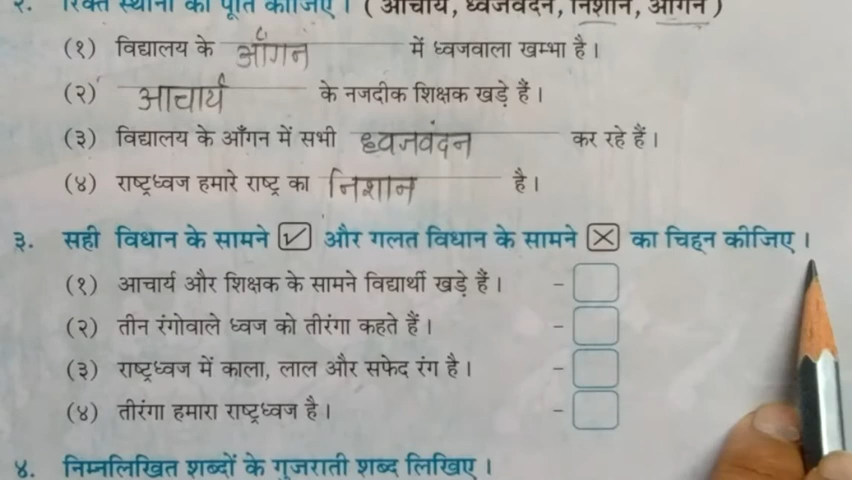 २. रिक्त स्थानों की पूर्ति कीजिए । ( आचार्य, ध्वजवंदन, निशान, आँगन )
(१) विद्यालय के आँगन में ध्वजवाला खम्भा है ।
(२) आचार्य के नजदीक शिक्षक खड़े हैं ।
(३) विद्यालय के आँगन में सभी ध्वजवंदन कर रहे हैं ।
(४) राष्ट्रध्वज हमारे राष्ट्र का निशान है ।
३. सही विधान के सामने ✓ और गलत विधान के सामने ✕ का चिह्न कीजिए ।
(१) आचार्य और शिक्षक के सामने विद्यार्थी खड़े हैं । -
(२) तीन रंगोवाले ध्वज को तीरंगा कहते हैं । -
(३) राष्ट्रध्वज में काला, लाल और सफेद रंग है । -
(४) तीरंगा हमारा राष्ट्रध्वज है । -
४. निम्नलिखित शब्दों के गुजराती शब्द लिखिए ।